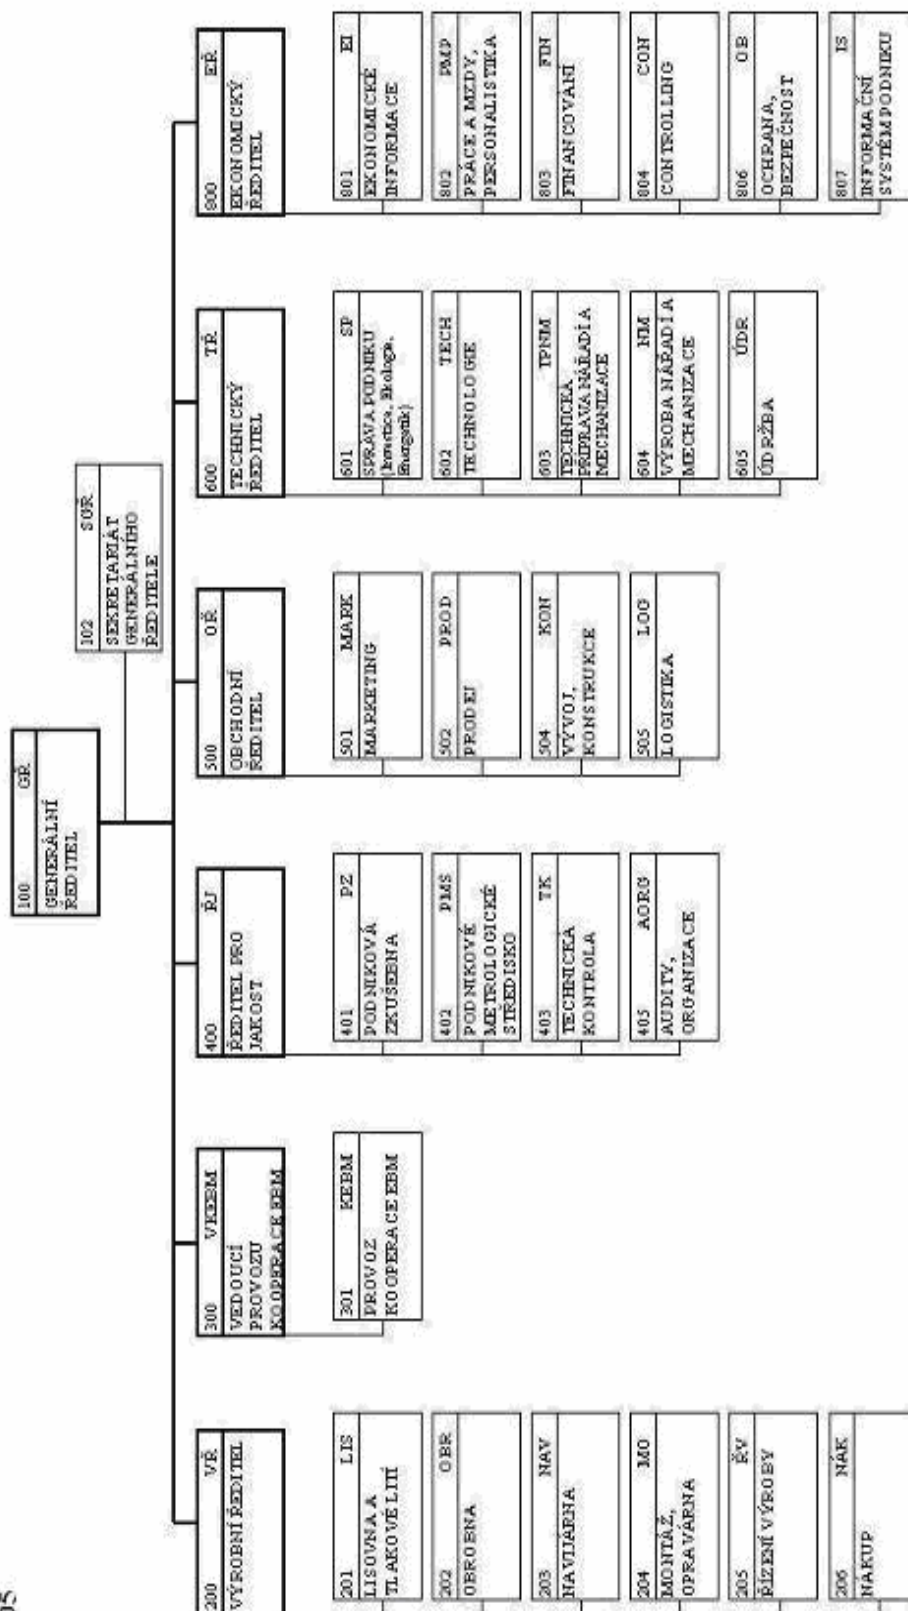 100 GŘ
GENERÁLNÍ
ŘEDITEL
102 SGŘ
SEKRETARIÁT
GENERÁLNÍHO
ŘEDITELE
200 VŘ
VÝROBNÍ ŘEDITEL
201 LIS
LISOVNA A
TLAKOVÉ LITÍ
202 OBR
OBROBNA
203 NAV
NAVIJÁRNA
204 MO
MONTÁŽ,
OPRAVÁRNA
205 ŘV
ŘÍZENÍ VÝROBY
206 NÁK
NÁKUP
300 VKEBM
VEDOUCÍ
PROVOZU
KOOPERACE EBM
301 KEBM
PROVOZ
KOOPERACE EBM
400 ŘJ
ŘEDITEL PRO
JAKOST
401 PZ
PODNIKOVÁ
ZKUŠEBNA
402 PMS
PODNIKOVÉ
METROLOGICKÉ
STŘEDISKO
403 TK
TECHNICKÁ
KONTROLA
405 AORG
AUDITY,
ORGANIZACE
500 OŘ
OBCHODNÍ
ŘEDITEL
501 MARK
MARKETING
502 PROD
PRODEJ
504 KON
VÝVOJ,
KONSTRUKCE
505 LOG
LOGISTIKA
600 TŘ
TECHNICKÝ
ŘEDITEL
601 SP
SPRÁVA PODNIKU
(Investice, Ekologie,
Energetik)
602 TECH
TECHNOLOGIE
603 TPNM
TECHNICKÁ
PŘÍPRAVA NÁŘADÍ A
MECHANIZACE
604 NM
VÝROBA NÁŘADÍ A
MECHANIZACE
605 ÚDR
ÚDRŽBA
800 EŘ
EKONOMICKÝ
ŘEDITEL
801 EI
EKONOMICKÉ
INFORMACE
802 PMP
PRÁCE A MZDY,
PERSONALISTIKA
803 FIN
FINANCOVÁNÍ
804 CON
CONTROLLING
806 OB
OCHRANA,
BEZPEČNOST
807 IS
INFORMAČNÍ
SYSTÉM PODNIKU